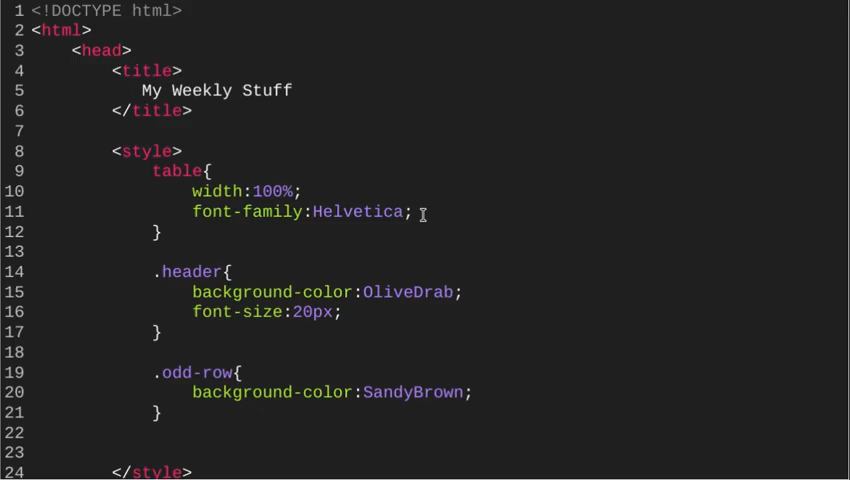 1 <!DOCTYPE html>
2 <html>
3 <head>
4 <title>
5 My Weekly Stuff
6 </title>
7
8 <style>
9 table{
10 width:100%;
11 font-family:Helvetica;
12 }
13
14 .header{
15 background-color:OliveDrab;
16 font-size:20px;
17 }
18
19 .odd-row{
20 background-color:SandyBrown;
21 }
22
23
24 </style>